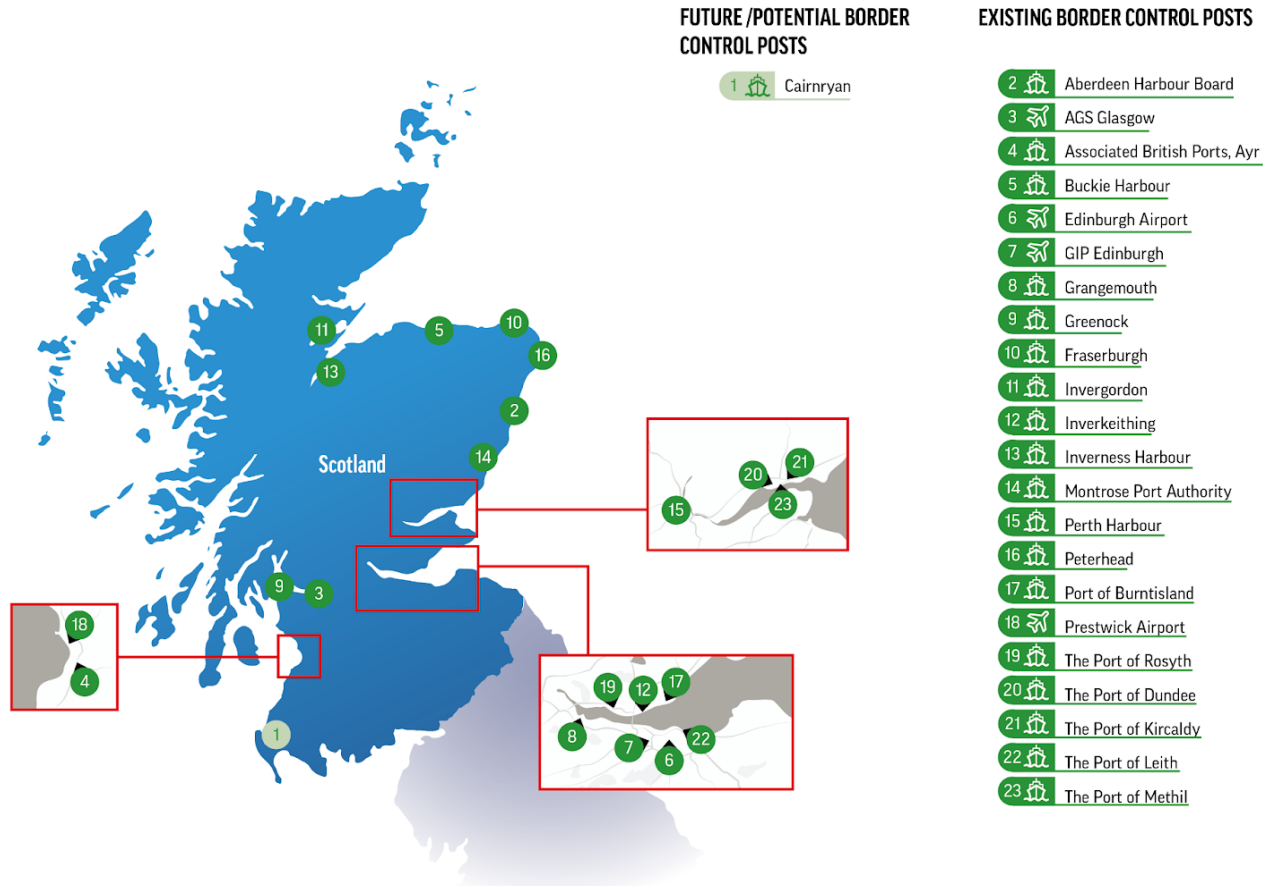 FUTURE /POTENTIAL BORDER
CONTROL POSTS
1 Cairnryan
EXISTING BORDER CONTROL POSTS
2 Aberdeen Harbour Board
3 AGS Glasgow
4 Associated British Ports, Ayr
5 Buckie Harbour
6 Edinburgh Airport
7 GIP Edinburgh
8 Grangemouth
9 Greenock
10 Fraserburgh
11 Invergordon
12 Inverkeithing
13 Inverness Harbour
14 Montrose Port Authority
15 Perth Harbour
16 Peterhead
17 Port of Burntisland
18 Prestwick Airport
19 The Port of Rosyth
20 The Port of Dundee
21 The Port of Kircaldy
22 The Port of Leith
23 The Port of Methil
11
5
10
16
13
2
14
Scotland
20
21
15
23
9
3
18
4
1
19
12
17
8
7
6
22